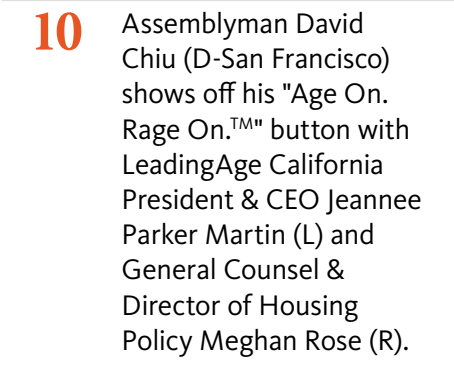 10 Assemblyman David
Chiu (D-San Francisco)
shows off his "Age On.
Rage On.™" button with
LeadingAge California
President & CEO Jeannee
Parker Martin (L) and
General Counsel &
Director of Housing
Policy Meghan Rose (R).